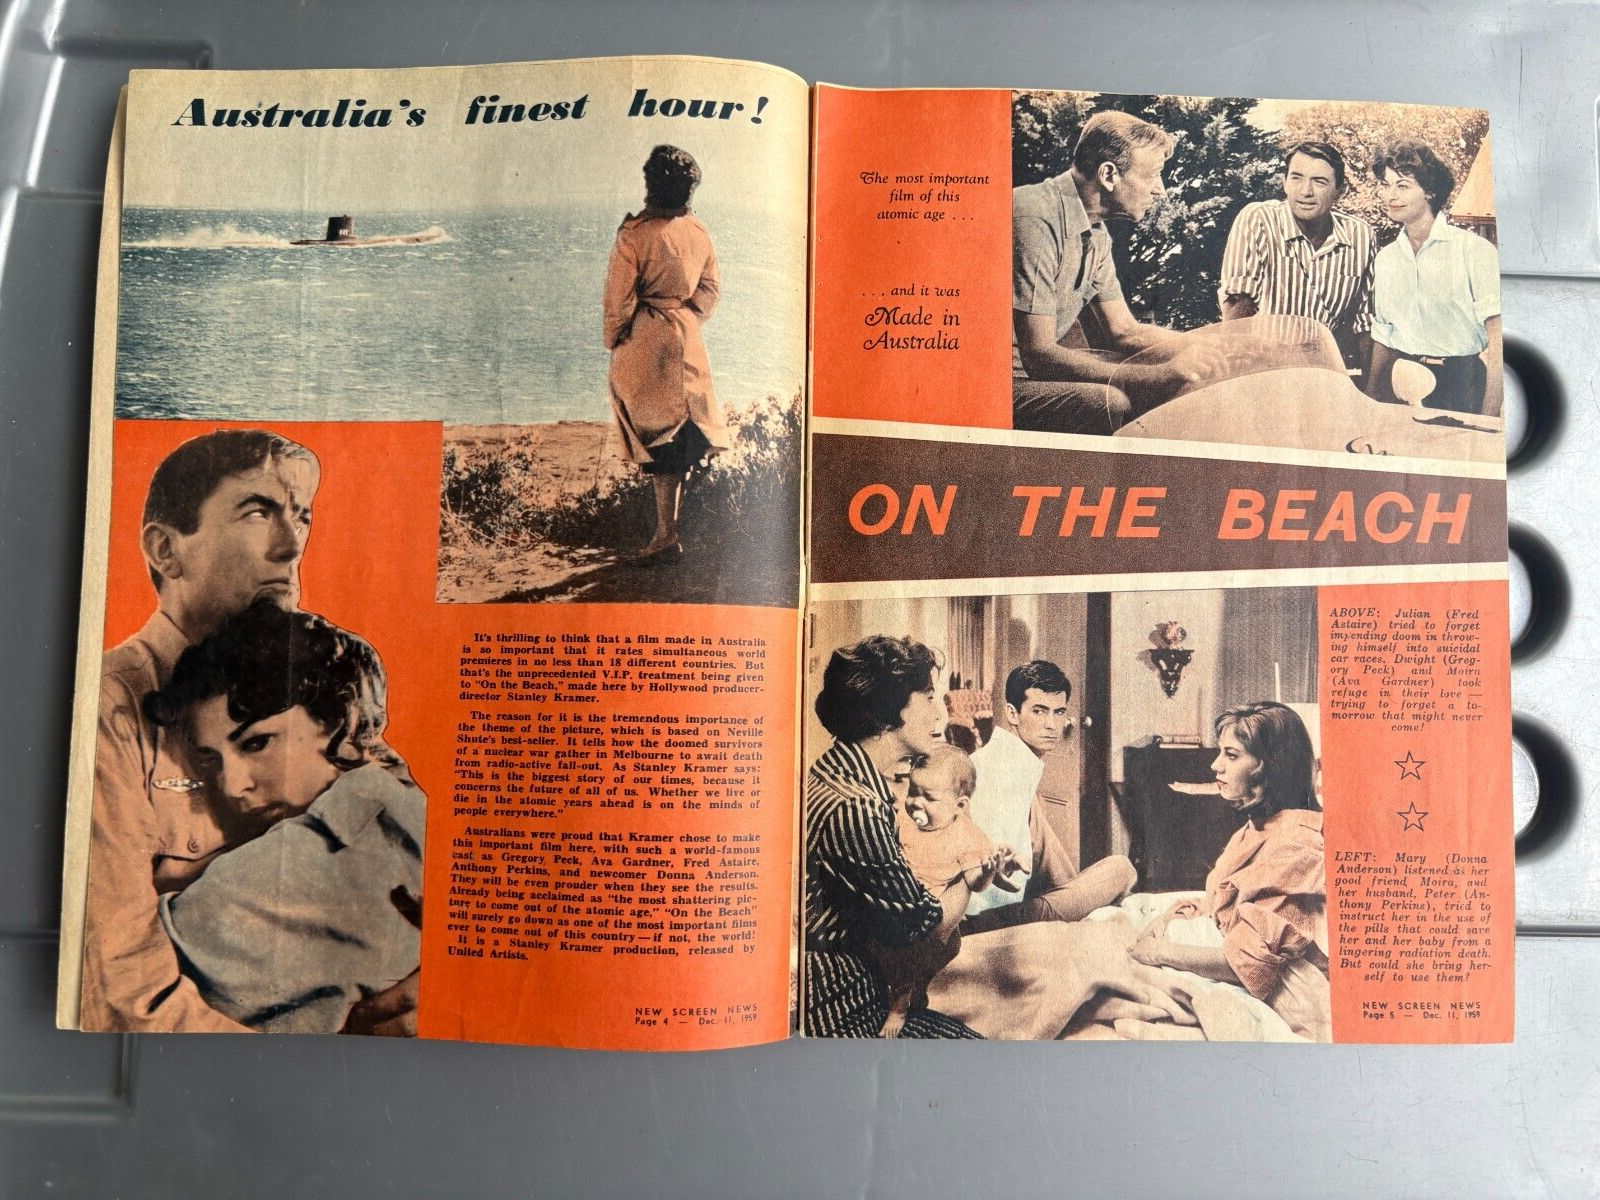 Australia's finest hour!
It's thrilling to think that a film made in Australia
is so important that it rates simultaneous world
premieres in no less than 18 different countries. But
that's the unprecedented V.I.P. treatment being given
to "On the Beach," made here by Hollywood producer-
director Stanley Kramer.
The reason for it is the tremendous importance of
the theme of the picture, which is based on Neville
Shute's best-seller. It tells how the doomed survivors
of a nuclear war gather in Melbourne to await death
from radio-active fall-out. As Stanley Kramer says:
"This is the biggest story of our times, because it
concerns the future of all of us. Whether we live or
die in the atomic years ahead is on the minds of
people everywhere."
Australians were proud that Kramer chose to make
this important film here, with such a world-famous
cast as Gregory Peck, Ava Gardner, Fred Astaire,
Anthony Perkins, and newcomer Donna Anderson.
They will be even prouder when they see the results.
Already being acclaimed as "the most shattering pic-
ture to come out of the atomic age," "On the Beach"
will surely go down as one of the most important films
ever to come out of this country — if not, the world!
It is a Stanley Kramer production, released by
United Artists.
NEW SCREEN NEWS
Page 4 — Dec. 11, 1959
The most important
film of this
atomic age . . .
. . . and it was
Made in
Australia
ON THE BEACH
ABOVE: Julian (Fred
Astaire) tried to forget
impending doom in throw-
ing himself into suicidal
car races. Dwight (Greg-
ory Peck) and Moira
(Ava Gardner) took
refuge in their love —
trying to forget a to-
morrow that might never
come!
LEFT: Mary (Donna
Anderson) listened as her
good friend, Moira, and
her husband, Peter (An-
thony Perkins), tried to
instruct her in the use of
the pills that could save
her and her baby from a
lingering radiation death.
But could she bring her-
self to use them?
NEW SCREEN NEWS
Page 5 — Dec. 11, 1959